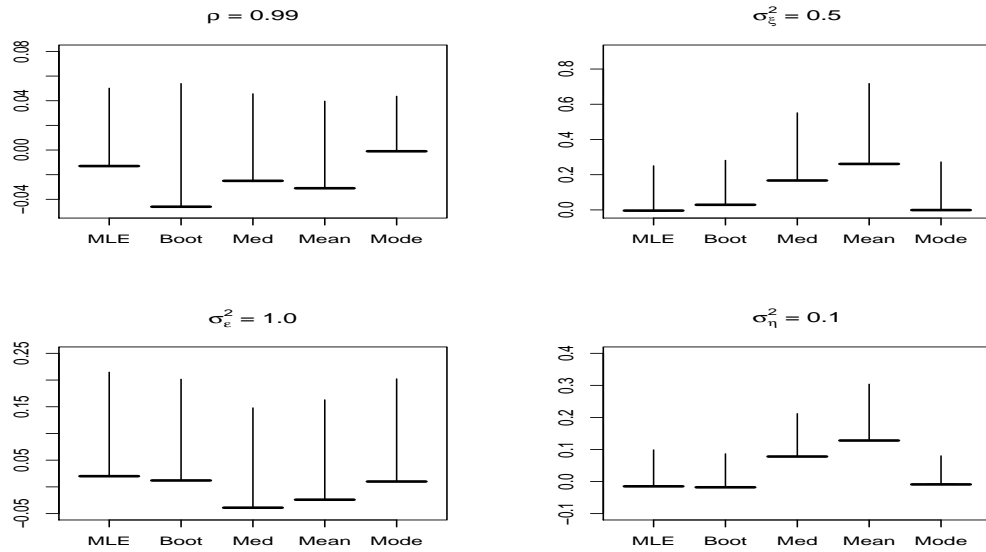 ρ = 0.99
0.08
0.04
0.00
-0.04
MLE Boot Med Mean Mode
σ²_ξ = 0.5
0.8
0.6
0.4
0.2
0.0
MLE Boot Med Mean Mode
σ²_ε = 1.0
0.25
0.15
0.05
-0.05
MLE Boot Med Mean Mode
σ²_η = 0.1
0.4
0.3
0.2
0.1
0.0
-0.1
MLE Boot Med Mean Mode